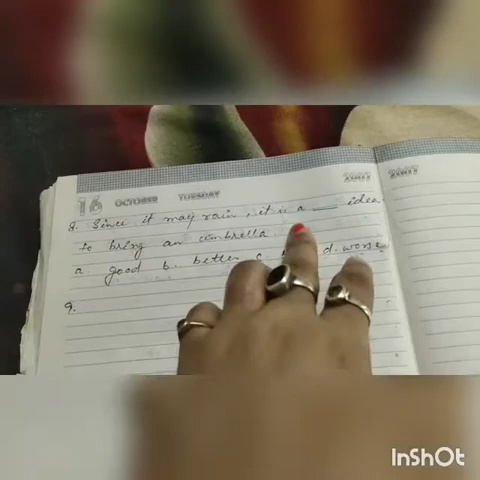 16 OCTOBER TUESDAY 2007 2007
8. Since it may rain, it is a ___ idea
to bring an umbrella
a. good b. better c. d. worse
9.
InShOt